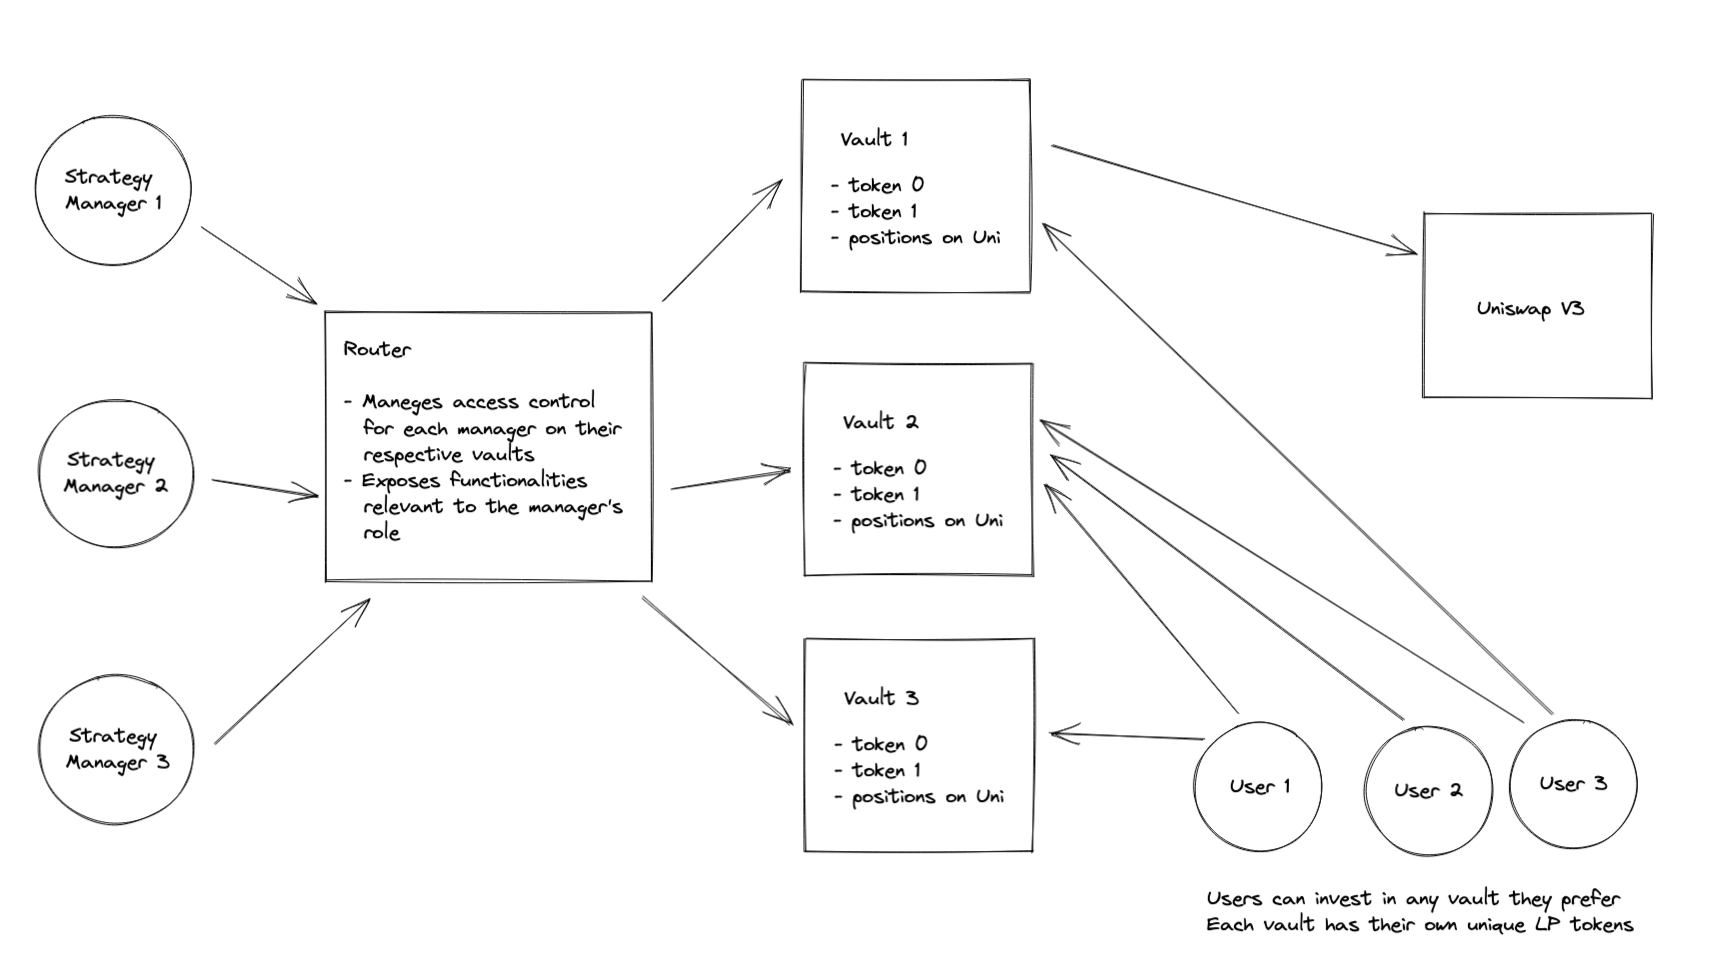 Strategy
Manager 1
Strategy
Manager 2
Strategy
Manager 3
Router
- Maneges access control
for each manager on their
respective vaults
- Exposes functionalities
relevant to the manager's
role
Vault 1
- token 0
- token 1
- positions on Uni
Vault 2
- token 0
- token 1
- positions on Uni
Vault 3
- token 0
- token 1
- positions on Uni
Uniswap V3
User 1
User 2
User 3
Users can invest in any vault they prefer
Each vault has their own unique LP tokens